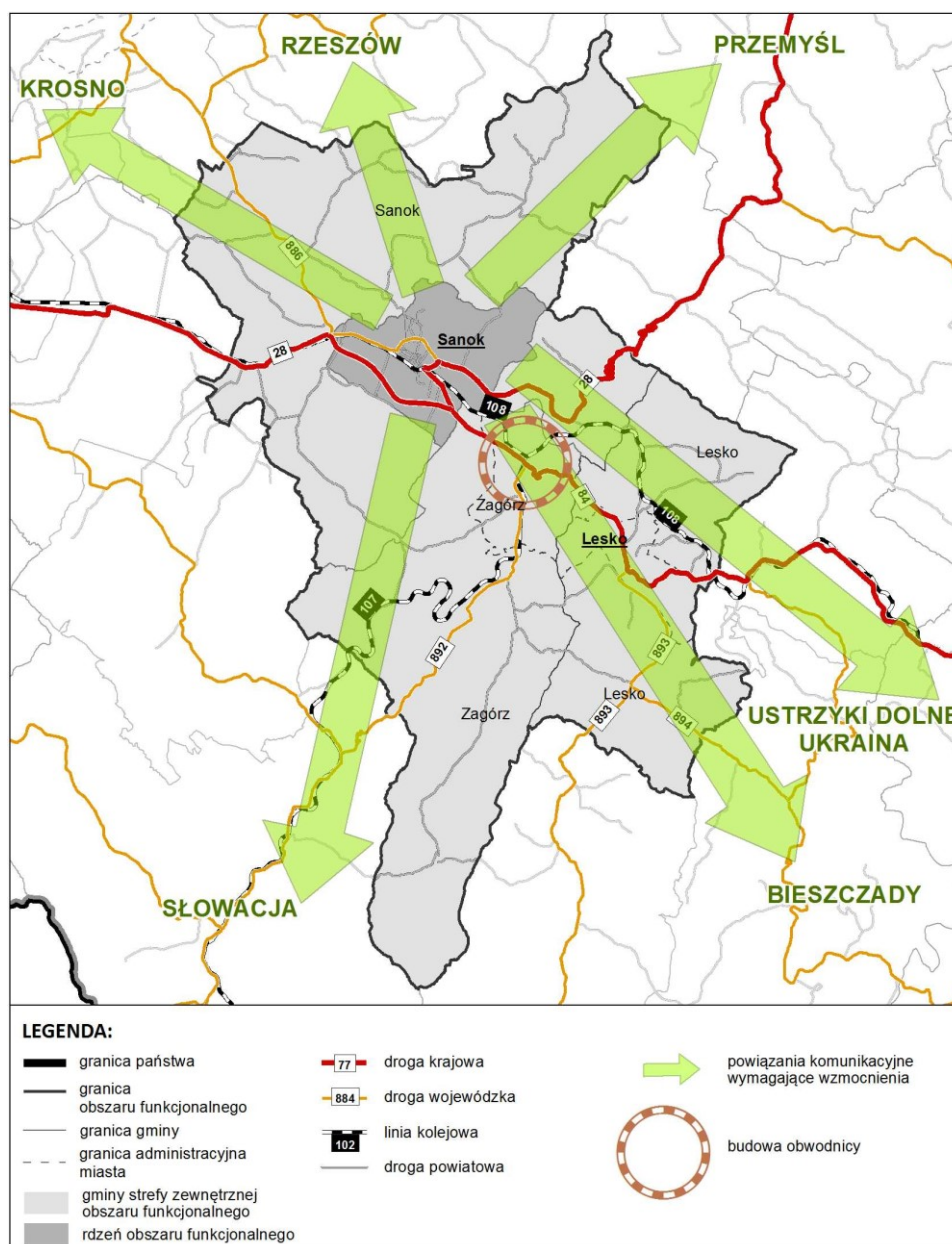 RZESZÓW
PRZEMYŚL
KROSNO
Sanok
886
Sanok
28
28
108
Lesko
84
Zagórz
108
Lesko
107
892
893
Lesko
893
894
Zagórz
USTRZYKI DOLNE
UKRAINA
BIESZCZADY
SŁOWACJA
LEGENDA:
granica państwa
granica
obszaru funkcjonalnego
granica gminy
granica administracyjna
miasta
gminy strefy zewnętrznej
obszaru funkcjonalnego
rdzeń obszaru funkcjonalnego
77
droga krajowa
884
droga wojewódzka
102
linia kolejowa
droga powiatowa
powiązania komunikacyjne
wymagające wzmocnienia
budowa obwodnicy